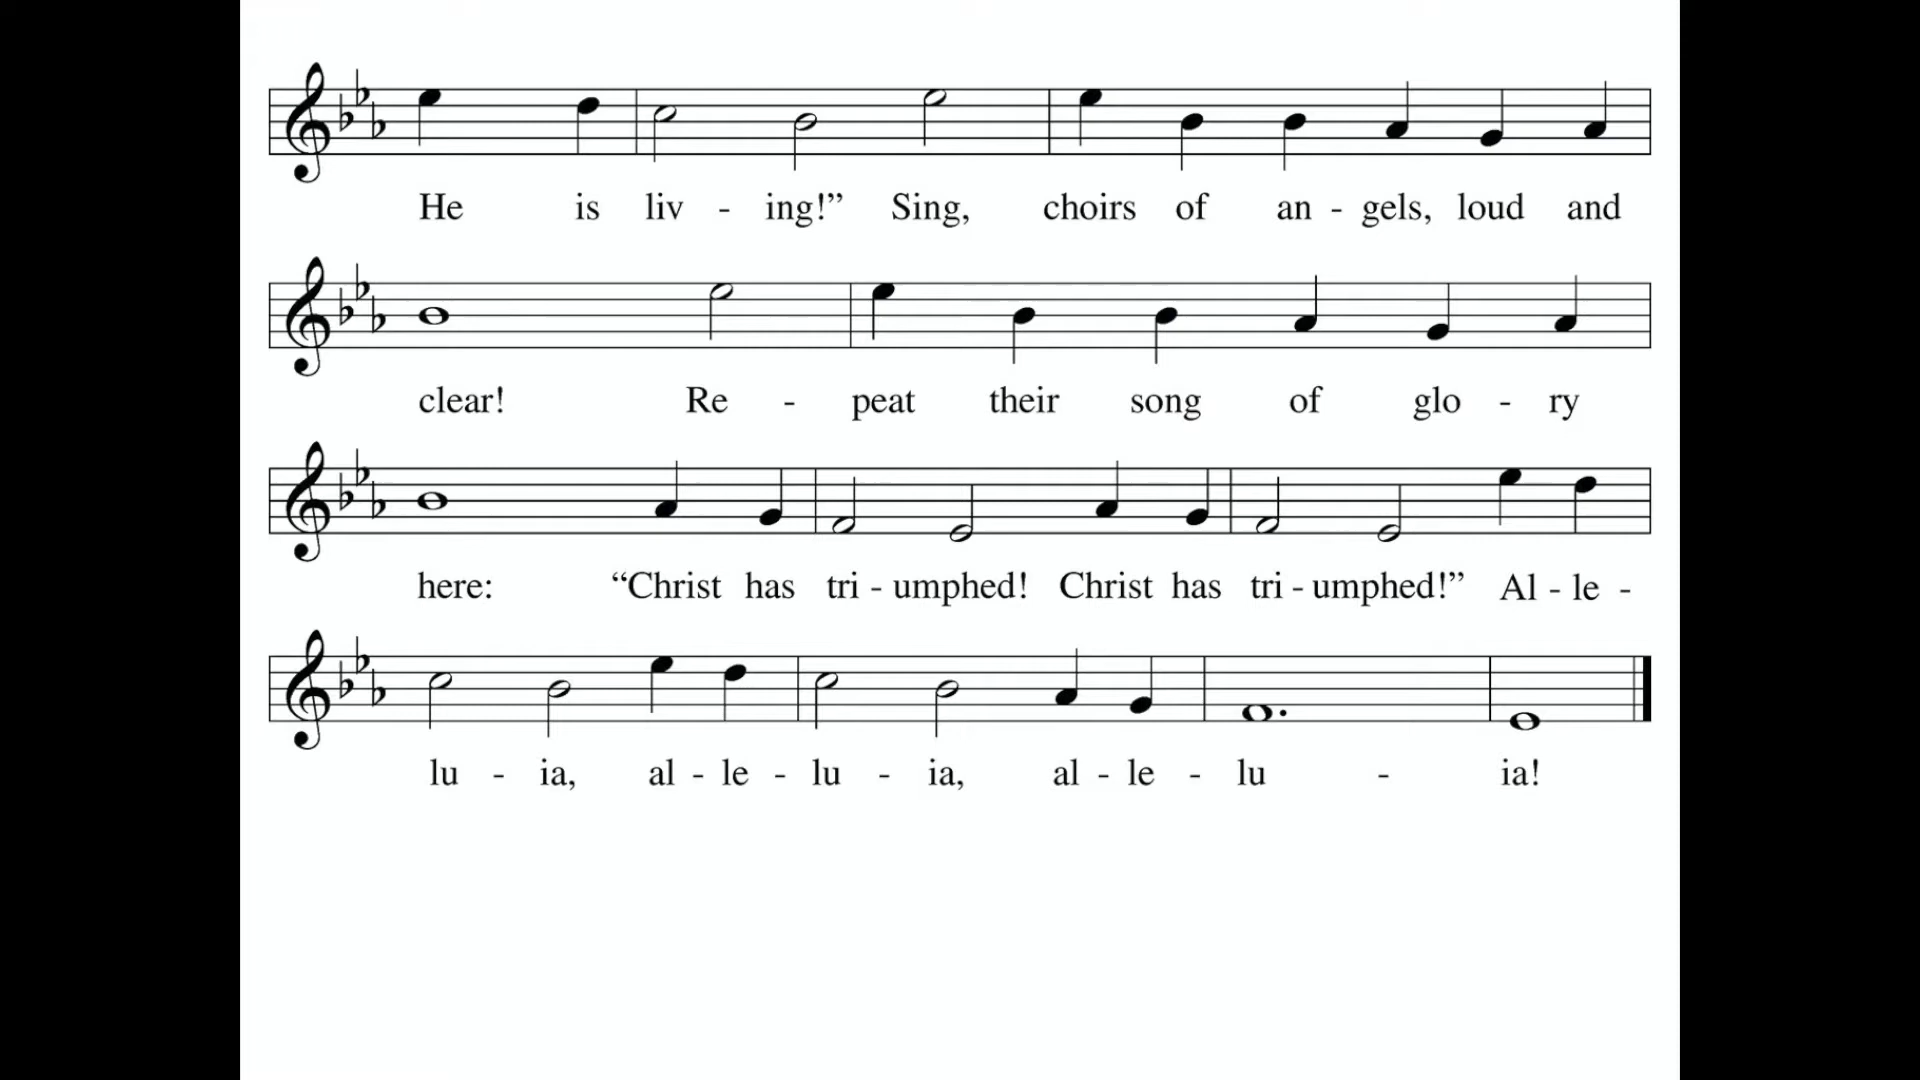 He is liv - ing!” Sing, choirs of an - gels, loud and
clear! Re - peat their song of glo - ry
here: “Christ has tri - umphed! Christ has tri - umphed!” Al - le -
lu - ia, al - le - lu - ia, al - le - lu - ia!